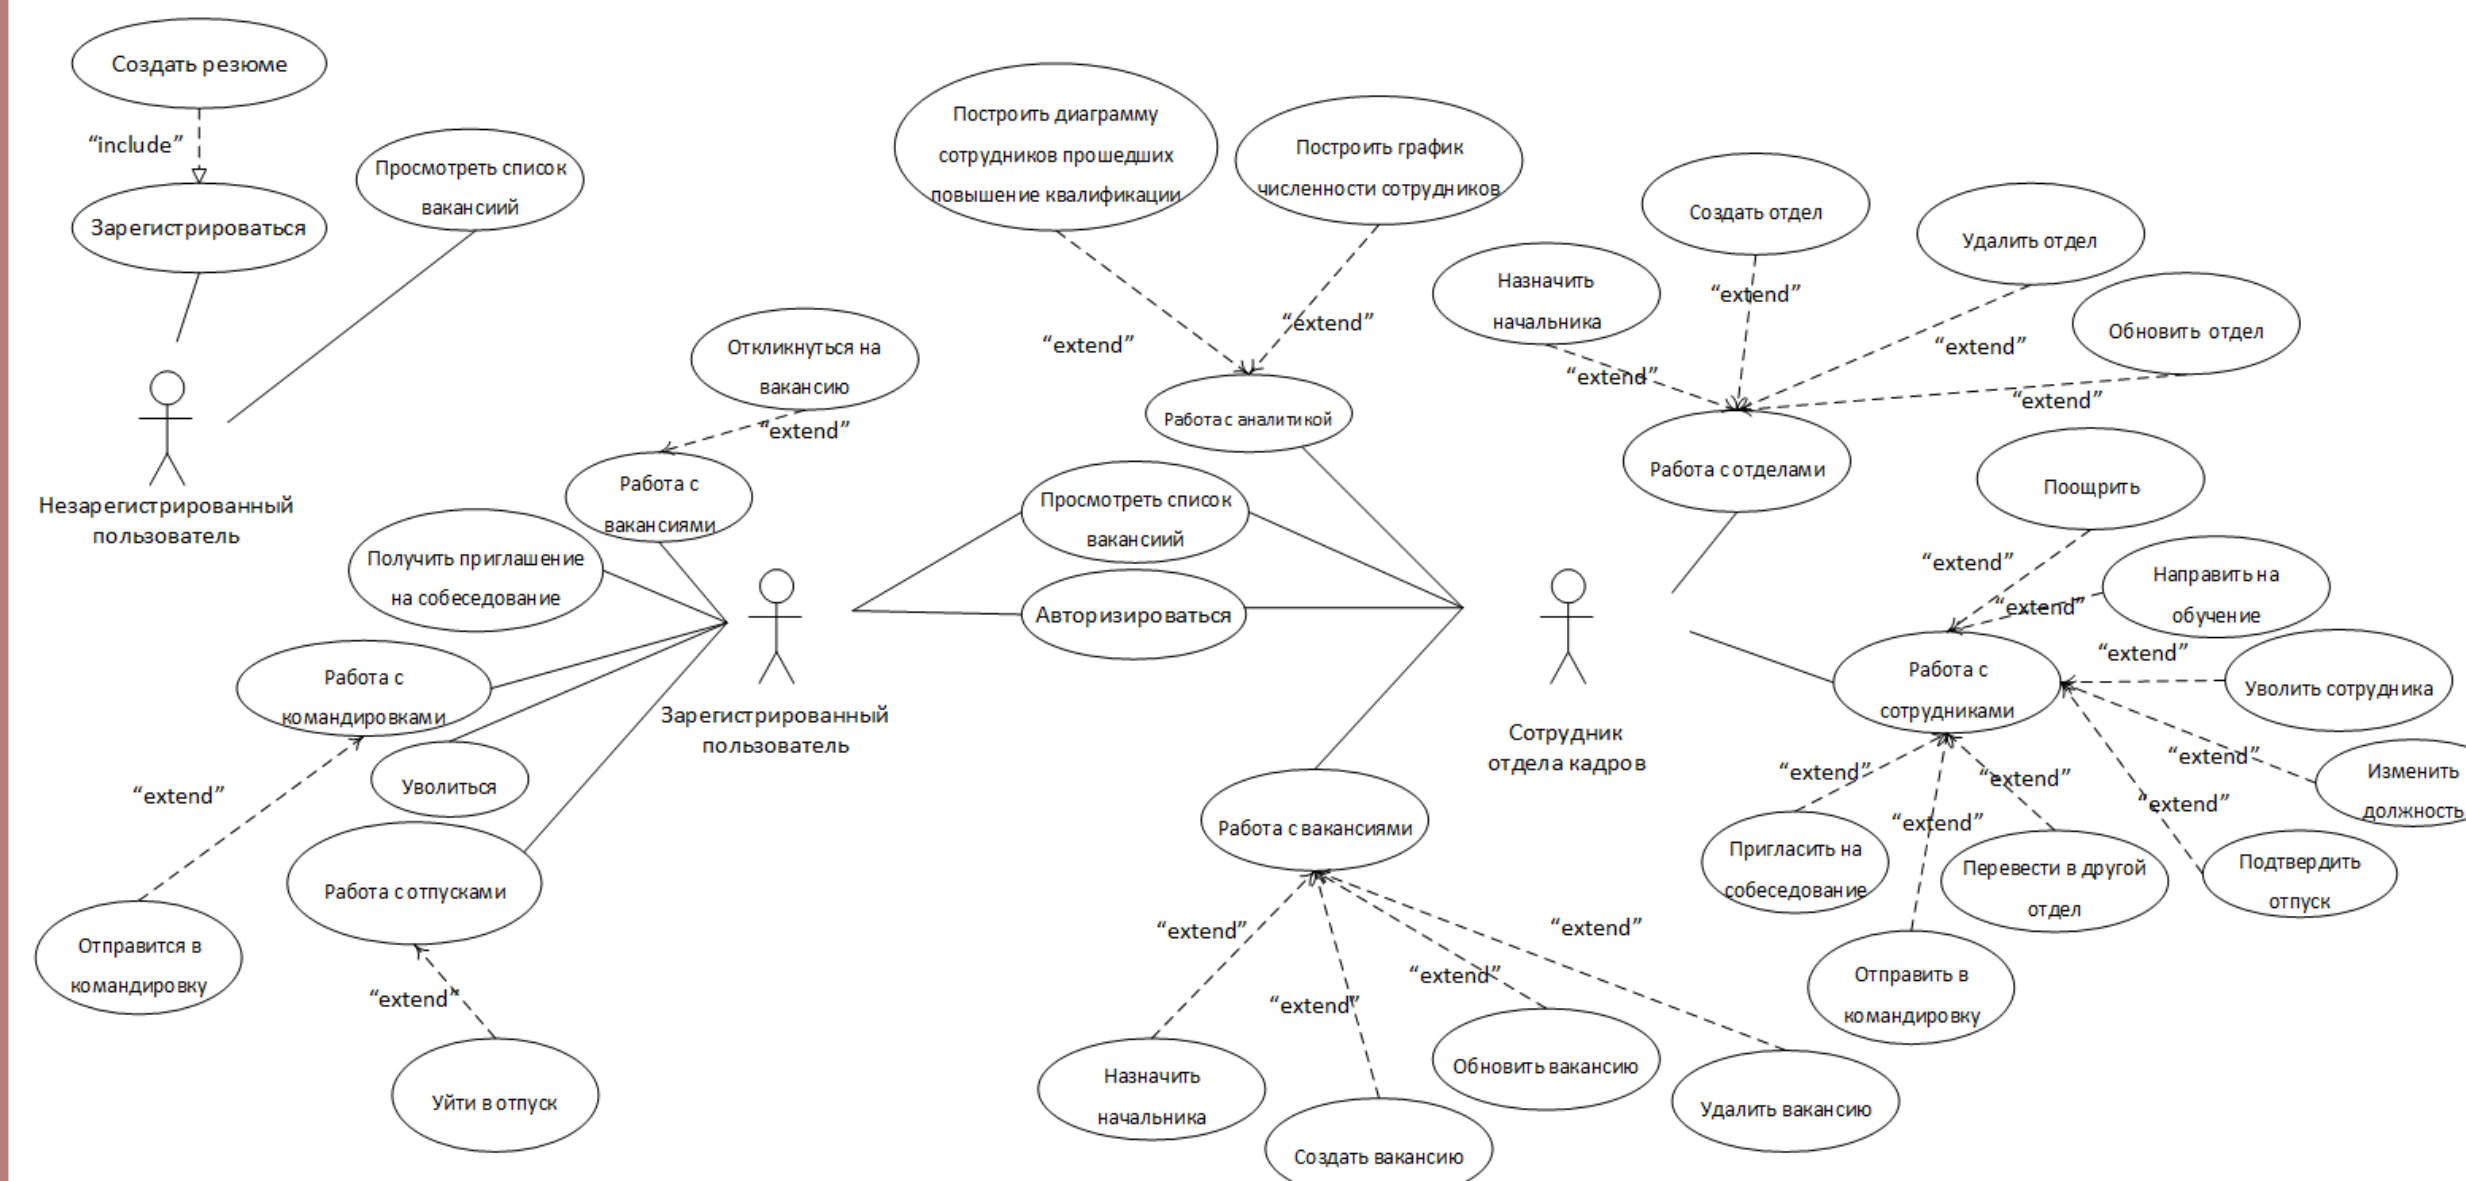 Создать резюме
“include”
Зарегистрироваться
Просмотреть список
вакансиий
Незарегистрированный
пользователь
Откликнуться на
вакансию
“extend”
Работа с
вакансиями
Получить приглашение
на собеседование
Работа с
командировками
“extend”
Отправится в
командировку
Уволиться
Работа с отпусками
“extend”
Уйти в отпуск
Зарегистрированный
пользователь
Построить диаграмму
сотрудников прошедших
повышение квалификации
“extend”
Построить график
численности сотрудников
“extend”
Работа с аналитикой
Просмотреть список
вакансиий
Авторизироваться
Сотрудник
отдела кадров
Работа с вакансиями
“extend”
“extend”
“extend”
“extend”
Назначить
начальника
Создать вакансию
Обновить вакансию
Удалить вакансию
Назначить
начальника
“extend”
Создать отдел
“extend”
Удалить отдел
“extend”
Обновить отдел
“extend”
Работа с отделами
Поощрить
“extend”
Направить на
обучение
“extend”
“extend”
Уволить сотрудника
Работа с
сотрудниками
“extend”
Изменить
должность
“extend”
Подтвердить
отпуск
“extend”
Пригласить на
собеседование
“extend”
Перевести в другой
отдел
“extend”
Отправить в
командировку